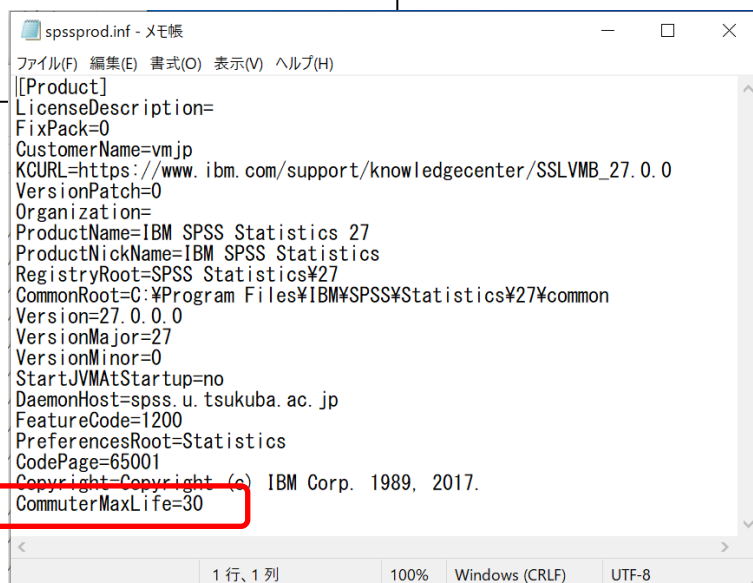 spssprod.inf - メモ帳
ファイル(F) 編集(E) 書式(O) 表示(V) ヘルプ(H)
[Product]
LicenseDescription=
FixPack=0
CustomerName=vmjp
KCURL=https://www.ibm.com/support/knowledgecenter/SSLVMB_27.0.0
VersionPatch=0
Organization=
ProductName=IBM SPSS Statistics 27
ProductNickName=IBM SPSS Statistics
RegistryRoot=SPSS Statistics¥27
CommonRoot=C:¥Program Files¥IBM¥SPSS¥Statistics¥27¥common
Version=27.0.0.0
VersionMajor=27
VersionMinor=0
StartJVMAtStartup=no
DaemonHost=spss.u.tsukuba.ac.jp
FeatureCode=1200
PreferencesRoot=Statistics
CodePage=65001
Copyright=Copyright (c) IBM Corp. 1989, 2017.
CommuterMaxLife=30
1 行、1 列 100% Windows (CRLF) UTF-8